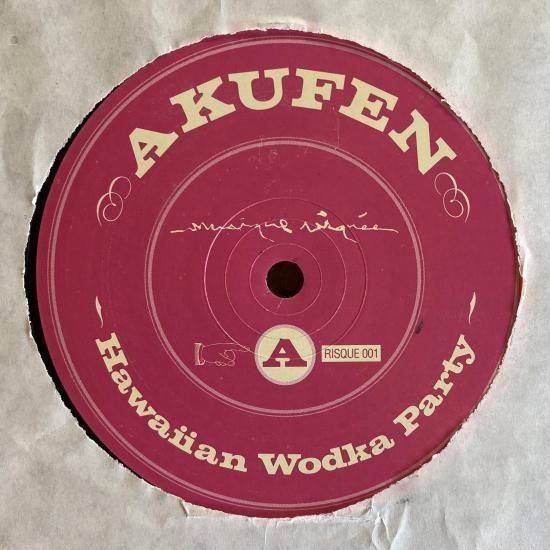 AKUFEN
musique risquée
A
RISQUE 001
Hawaiian Wodka Party